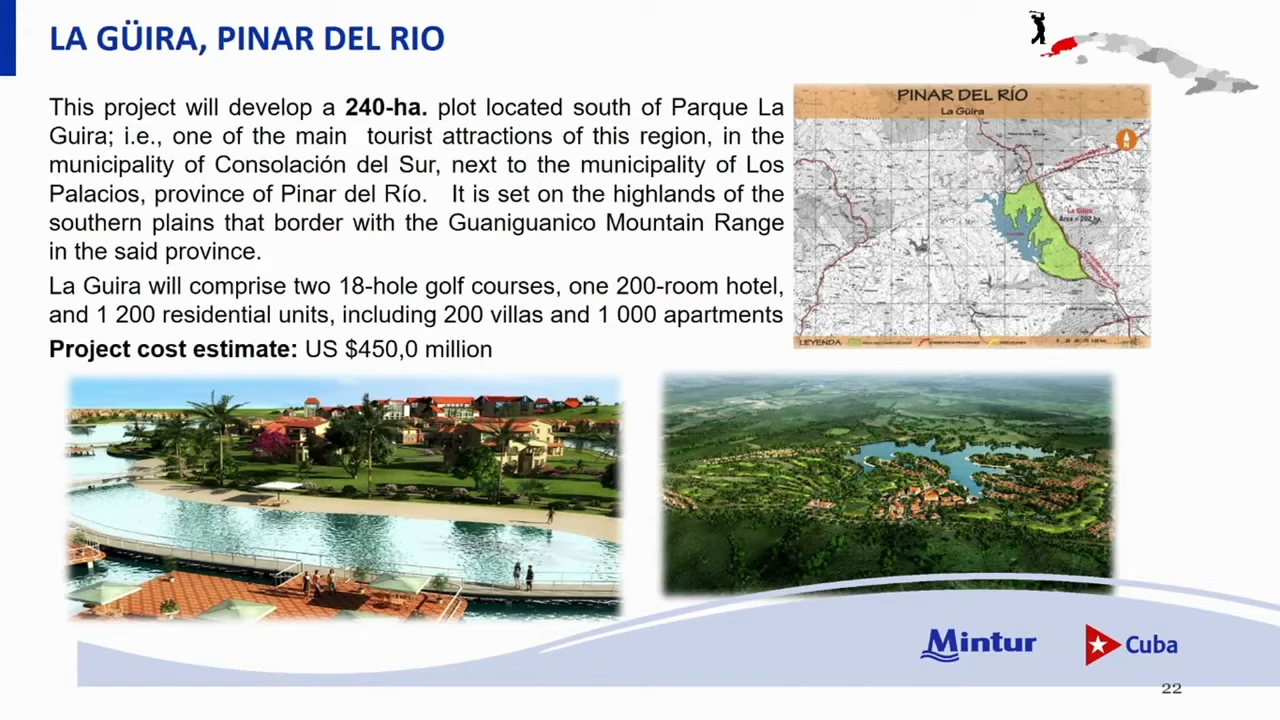 LA GÜIRA, PINAR DEL RIO
This project will develop a 240-ha. plot located south of Parque La
Guira; i.e., one of the main tourist attractions of this region, in the
municipality of Consolación del Sur, next to the municipality of Los
Palacios, province of Pinar del Río. It is set on the highlands of the
southern plains that border with the Guaniguanico Mountain Range
in the said province.
La Guira will comprise two 18-hole golf courses, one 200-room hotel,
and 1 200 residential units, including 200 villas and 1 000 apartments
Project cost estimate: US $450,0 million
PINAR DEL RÍO
La Güira
La Güira
LEYENDA
Mintur
Cuba
22